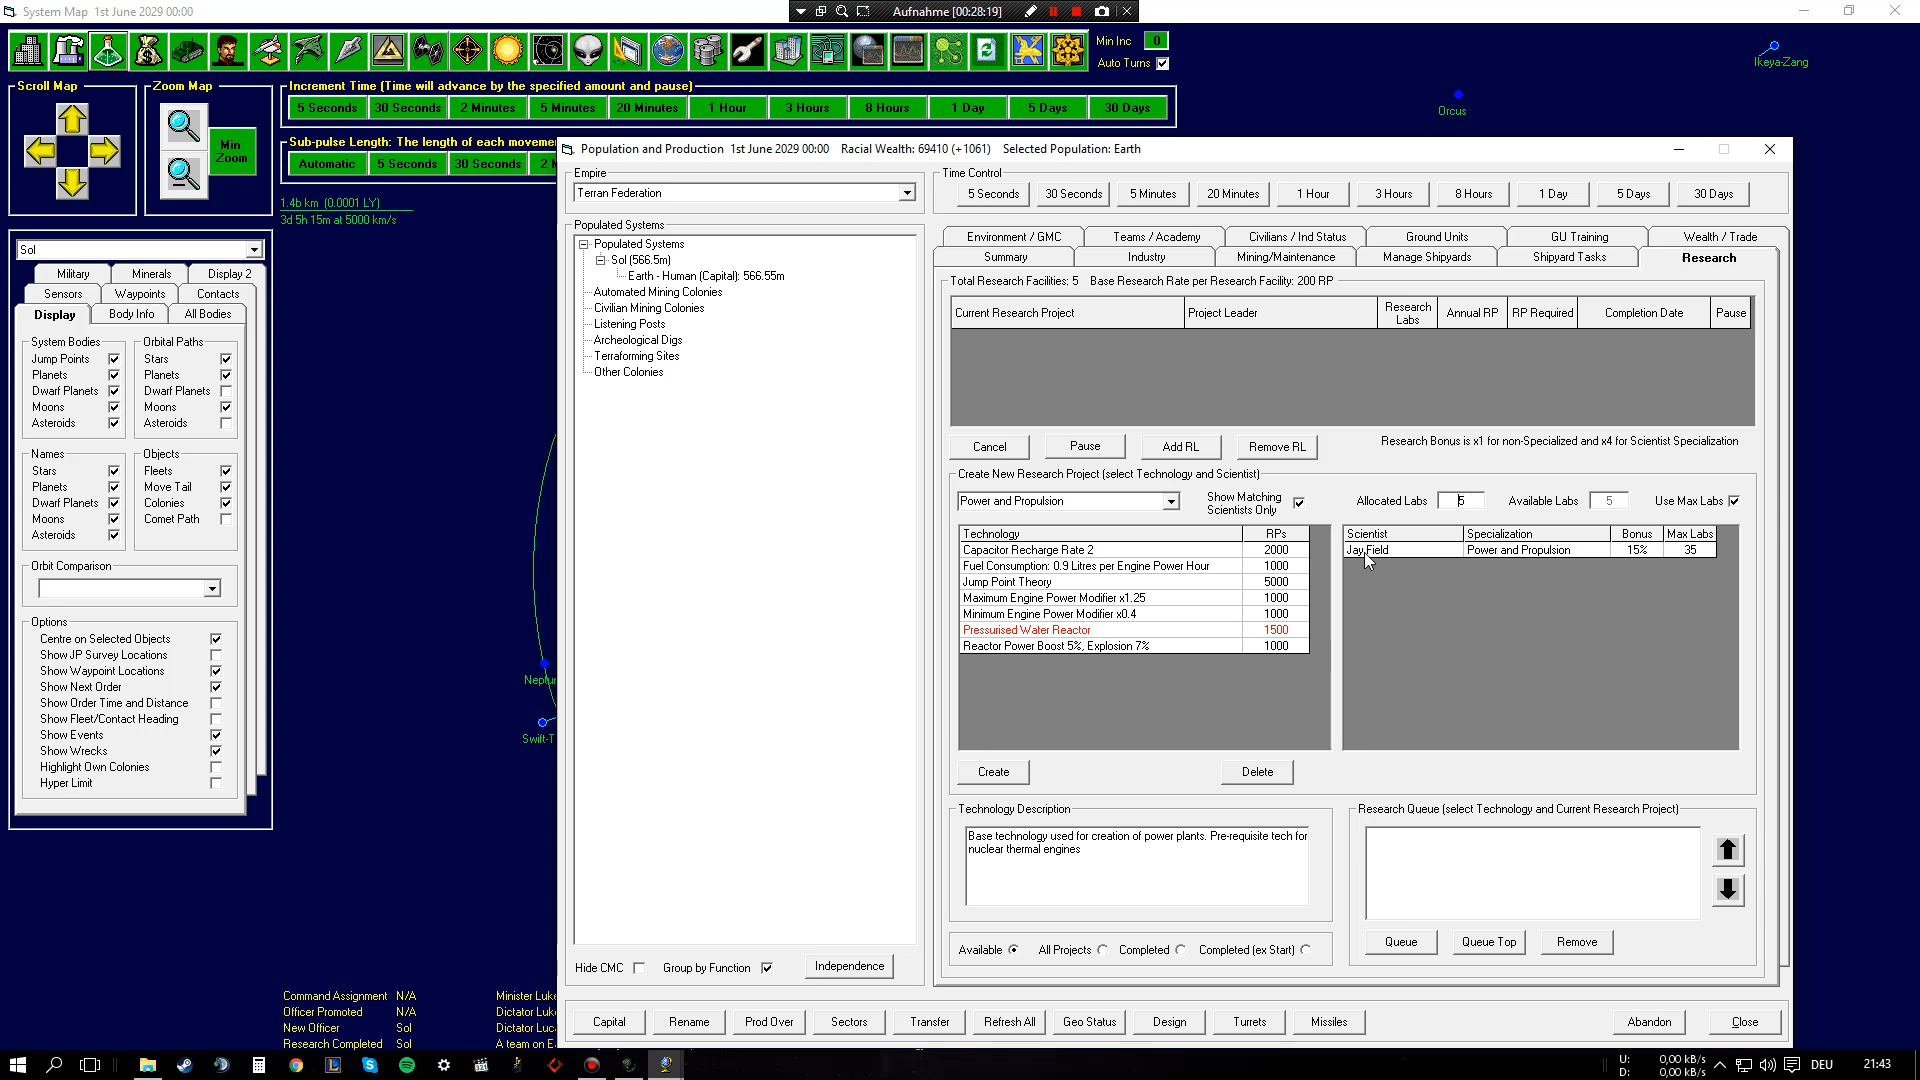 System Map 1st June 2029 00:00
Aufnahme [00:28:19]
Min Inc 0
Auto Turns
Ikeya-Zang
Orcus
Scroll Map
Zoom Map
Min Zoom
Increment Time (Time will advance by the specified amount and pause)
5 Seconds 30 Seconds 2 Minutes 5 Minutes 20 Minutes 1 Hour 3 Hours 8 Hours 1 Day 5 Days 30 Days
Sub-pulse Length: The length of each moveme
Automatic 5 Seconds 30 Seconds 2 M
1.4b km (0.0001 LY)
3d 5h 15m at 5000 km/s
Sol
Military Minerals Display 2
Sensors Waypoints Contacts
Display Body Info All Bodies
System Bodies
Jump Points
Planets
Dwarf Planets
Moons
Asteroids
Orbital Paths
Stars
Planets
Dwarf Planets
Moons
Asteroids
Names
Stars
Planets
Dwarf Planets
Moons
Asteroids
Objects
Fleets
Move Tail
Colonies
Comet Path
Orbit Comparison
Options
Centre on Selected Objects
Show JP Survey Locations
Show Waypoint Locations
Show Next Order
Show Order Time and Distance
Show Fleet/Contact Heading
Show Events
Show Wrecks
Highlight Own Colonies
Hyper Limit
Neptun
Swift-T
Command Assignment N/A Minister Luke
Officer Promoted N/A Dictator Luk
New Officer Sol Dictator Luc
Research Completed Sol A team on E
Population and Production 1st June 2029 00:00 Racial Wealth: 69410 (+1061) Selected Population: Earth
Empire
Terran Federation
Populated Systems
Populated Systems
Sol (566.5m)
Earth - Human (Capital): 566.55m
Automated Mining Colonies
Civilian Mining Colonies
Listening Posts
Archeological Digs
Terraforming Sites
Other Colonies
Hide CMC Group by Function Independence
Time Control
5 Seconds 30 Seconds 5 Minutes 20 Minutes 1 Hour 3 Hours 8 Hours 1 Day 5 Days 30 Days
Environment / GMC Teams / Academy Civilians / Ind Status Ground Units GU Training Wealth / Trade
Summary Industry Mining/Maintenance Manage Shipyards Shipyard Tasks Research
Total Research Facilities: 5 Base Research Rate per Research Facility: 200 RP
Current Research Project Project Leader Research Labs Annual RP RP Required Completion Date Pause
Cancel Pause Add RL Remove RL Research Bonus is x1 for non-Specialized and x4 for Scientist Specialization
Create New Research Project (select Technology and Scientist)
Power and Propulsion Show Matching Scientists Only Allocated Labs 5 Available Labs 5 Use Max Labs
Technology RPs
Capacitor Recharge Rate 2 2000
Fuel Consumption: 0.9 Litres per Engine Power Hour 1000
Jump Point Theory 5000
Maximum Engine Power Modifier x1.25 1000
Minimum Engine Power Modifier x0.4 1000
Pressurised Water Reactor 1500
Reactor Power Boost 5%, Explosion 7% 1000
Scientist Specialization Bonus Max Labs
Jay Field Power and Propulsion 15% 35
Create Delete
Technology Description
Base technology used for creation of power plants. Pre-requisite tech for
nuclear thermal engines
Research Queue (select Technology and Current Research Project)
Available All Projects Completed Completed (ex Start)
Queue Queue Top Remove
Capital Rename Prod Over Sectors Transfer Refresh All Geo Status Design Turrets Missiles Abandon Close
U: 0,00 kB/s
D: 0,00 kB/s
DEU
21:43